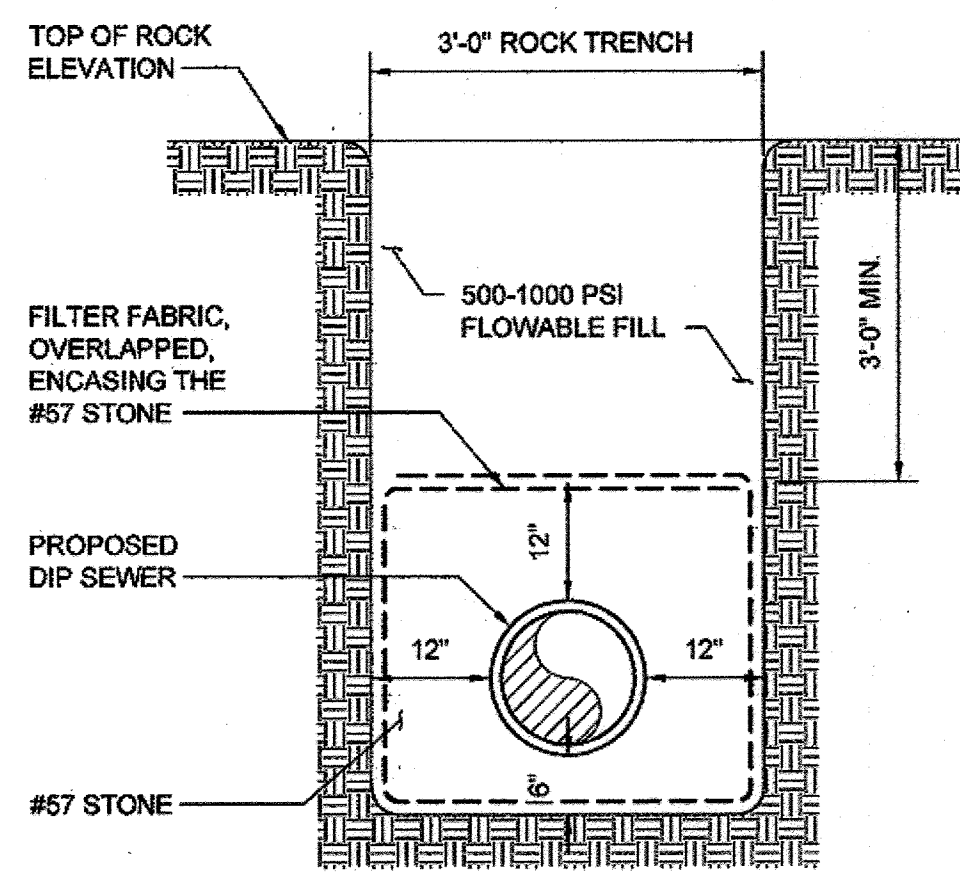 TOP OF ROCK
ELEVATION
3'-0" ROCK TRENCH
500-1000 PSI
FLOWABLE FILL
3'-0" MIN.
FILTER FABRIC,
OVERLAPPED,
ENCASING THE
#57 STONE
12"
PROPOSED
DIP SEWER
12"
12"
6"
#57 STONE